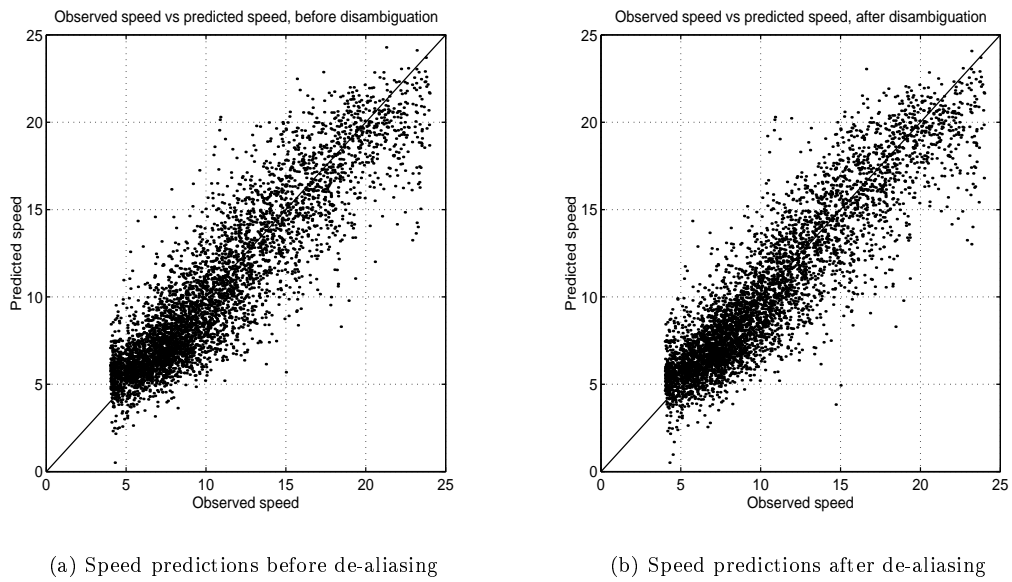 Observed speed vs predicted speed, before disambiguation
25
20
15
10
5
0
Predicted speed
0 5 10 15 20 25
Observed speed
(a) Speed predictions before de-aliasing
Observed speed vs predicted speed, after disambiguation
25
20
15
10
5
0
Predicted speed
0 5 10 15 20 25
Observed speed
(b) Speed predictions after de-aliasing